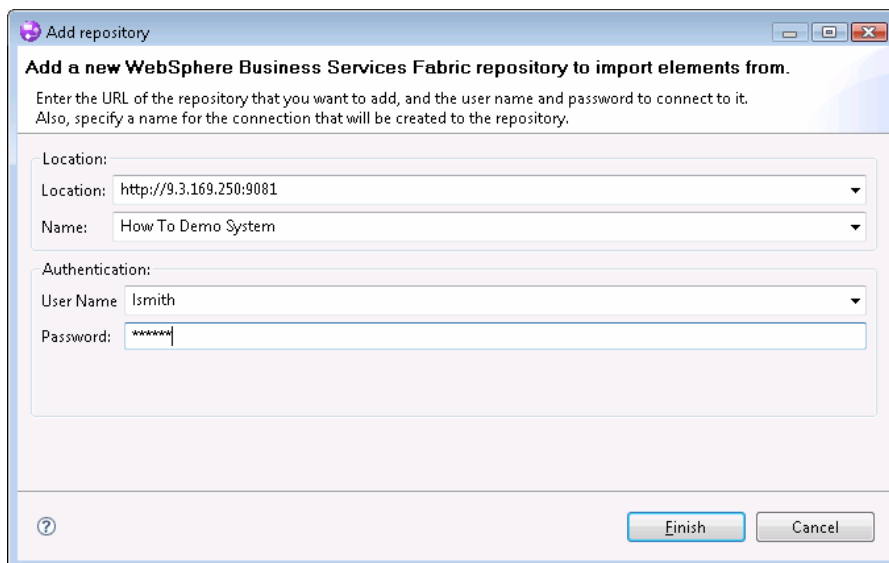 Add repository
Add a new WebSphere Business Services Fabric repository to import elements from.
Enter the URL of the repository that you want to add, and the user name and password to connect to it.
Also, specify a name for the connection that will be created to the repository.
Location:
Location: http://9.3.169.250:9081
Name: How To Demo System
Authentication:
User Name lsmith
Password: ******
Finish Cancel